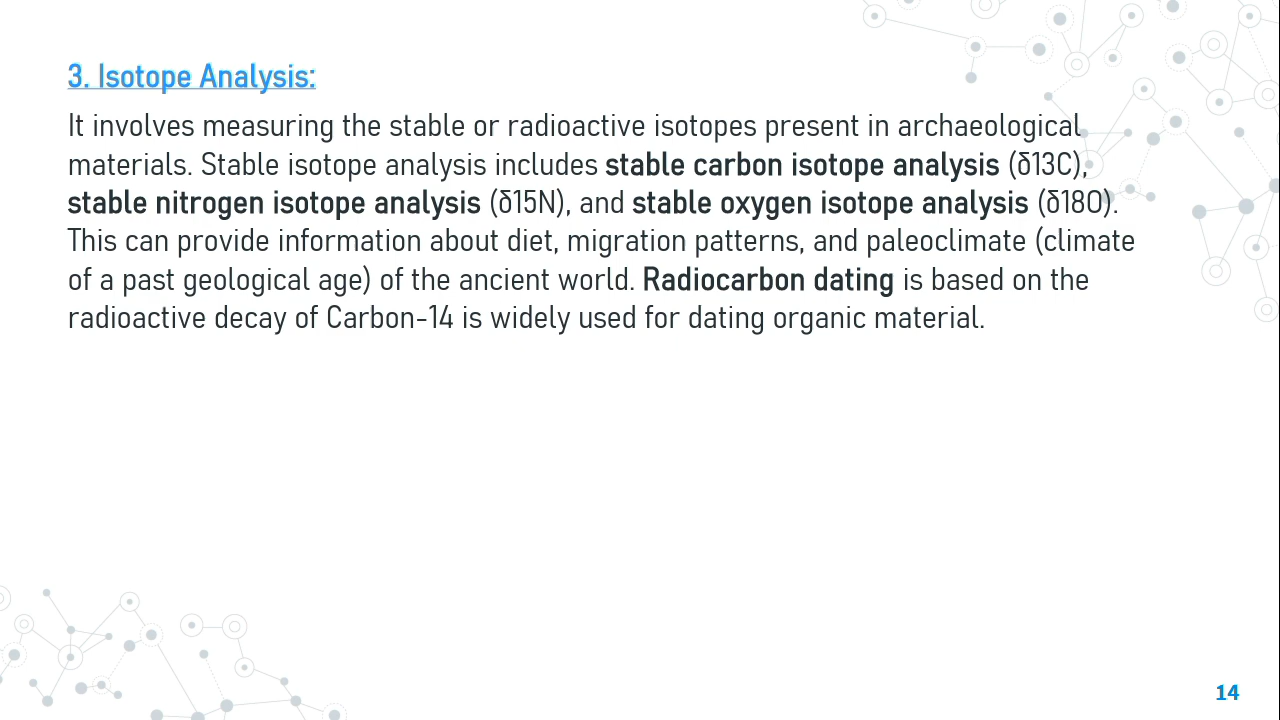 3. Isotope Analysis:
It involves measuring the stable or radioactive isotopes present in archaeological
materials. Stable isotope analysis includes stable carbon isotope analysis (δ13C),
stable nitrogen isotope analysis (δ15N), and stable oxygen isotope analysis (δ18O).
This can provide information about diet, migration patterns, and paleoclimate (climate
of a past geological age) of the ancient world. Radiocarbon dating is based on the
radioactive decay of Carbon-14 is widely used for dating organic material.
14